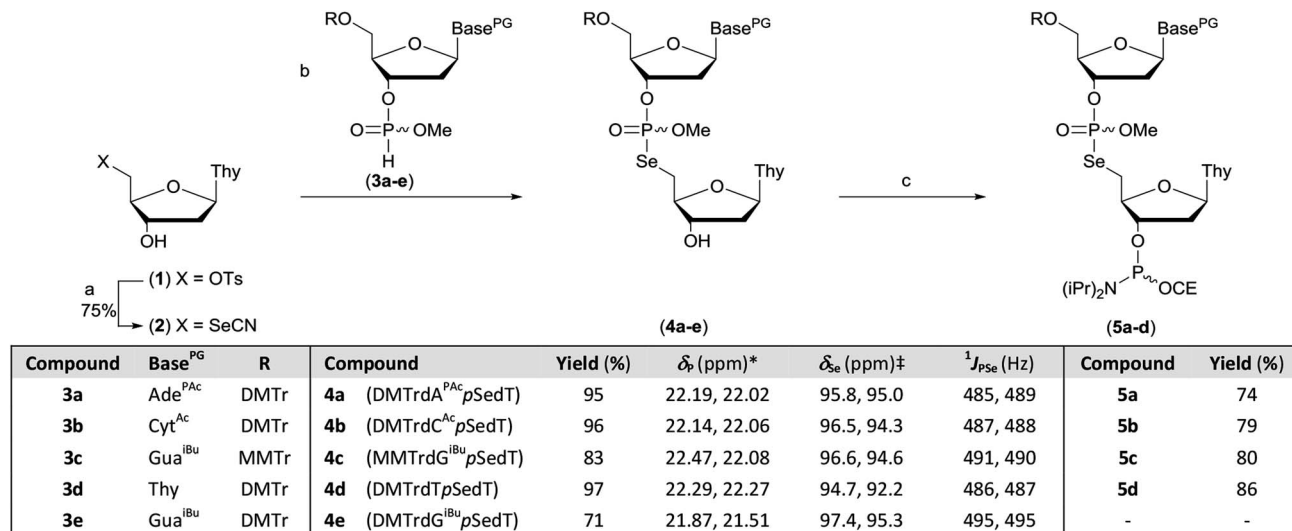 RO
Base^PG
O
b
O
O=P~OMe
H
(3a-e)
X
O
Thy
OH
(1) X = OTs
a
75%
(2) X = SeCN
RO
Base^PG
O
O
O=P~OMe
Se
O
Thy
OH
(4a-e)
c
RO
Base^PG
O
O
O=P~OMe
Se
O
Thy
O
(iPr)2N P~OCE
(5a-d)
Compound Base^PG R Compound Yield (%) δP (ppm)* δSe (ppm)‡ ^1JPSe (Hz) Compound Yield (%)
3a Ade^PAc DMTr 4a (DMTrdA^PAc pSedT) 95 22.19, 22.02 95.8, 95.0 485, 489 5a 74
3b Cyt^Ac DMTr 4b (DMTrdC^Ac pSedT) 96 22.14, 22.06 96.5, 94.3 487, 488 5b 79
3c Gua^iBu MMTr 4c (MMTrdG^iBu pSedT) 83 22.47, 22.08 96.6, 94.6 491, 490 5c 80
3d Thy DMTr 4d (DMTrdTpSedT) 97 22.29, 22.27 94.7, 92.2 486, 487 5d 86
3e Gua^iBu DMTr 4e (DMTrdG^iBu pSedT) 71 21.87, 21.51 97.4, 95.3 495, 495 - -